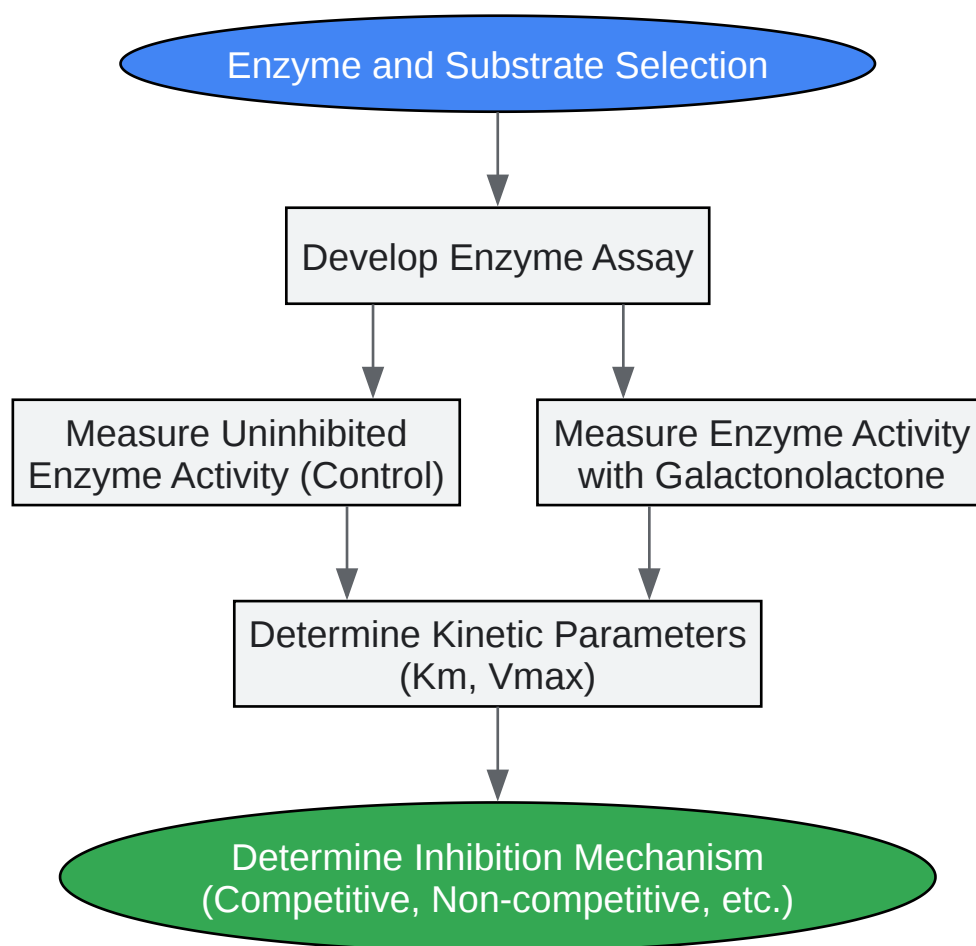 Enzyme and Substrate Selection
Develop Enzyme Assay
Measure Uninhibited
Enzyme Activity (Control)
Measure Enzyme Activity
with Galactonolactone
Determine Kinetic Parameters
(Km, Vmax)
Determine Inhibition Mechanism
(Competitive, Non-competitive, etc.)